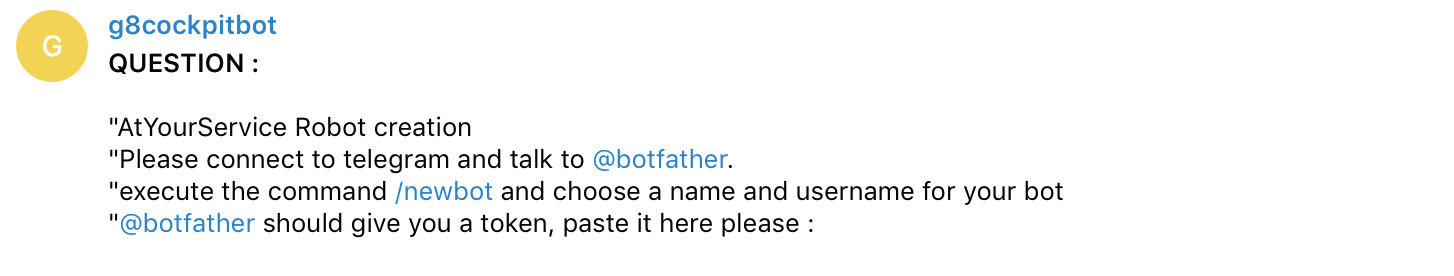 G
g8cockpitbot
QUESTION :
"AtYourService Robot creation
"Please connect to telegram and talk to @botfather.
"execute the command /newbot and choose a name and username for your bot
"@botfather should give you a token, paste it here please :